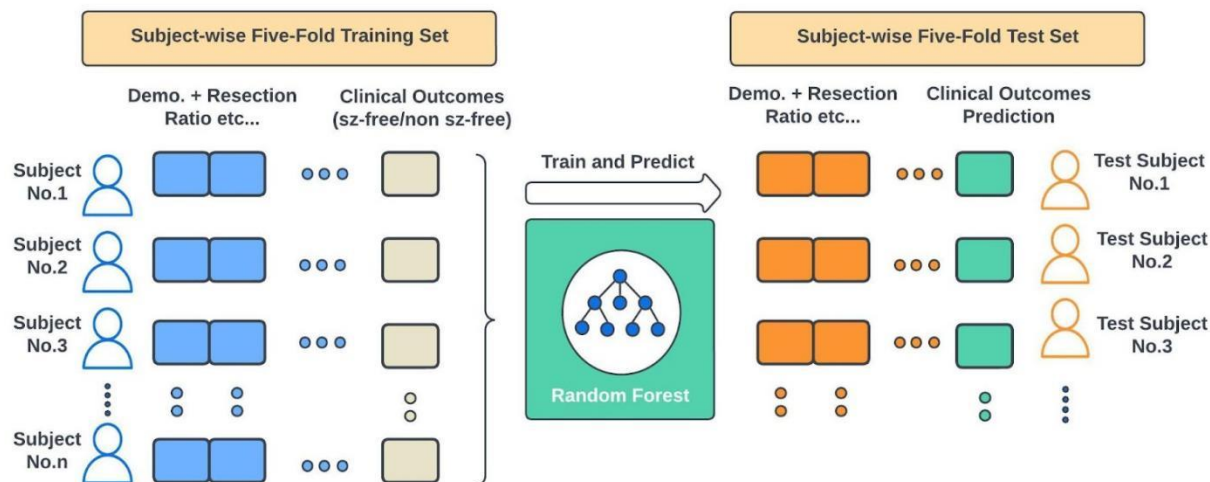 Subject-wise Five-Fold Training Set
Subject-wise Five-Fold Test Set
Demo. + Resection
Ratio etc...
Clinical Outcomes
(sz-free/non sz-free)
Demo. + Resection
Ratio etc...
Clinical Outcomes
Prediction
Subject
No.1
Subject
No.2
Subject
No.3
Subject
No.n
Train and Predict
Random Forest
Test Subject
No.1
Test Subject
No.2
Test Subject
No.3